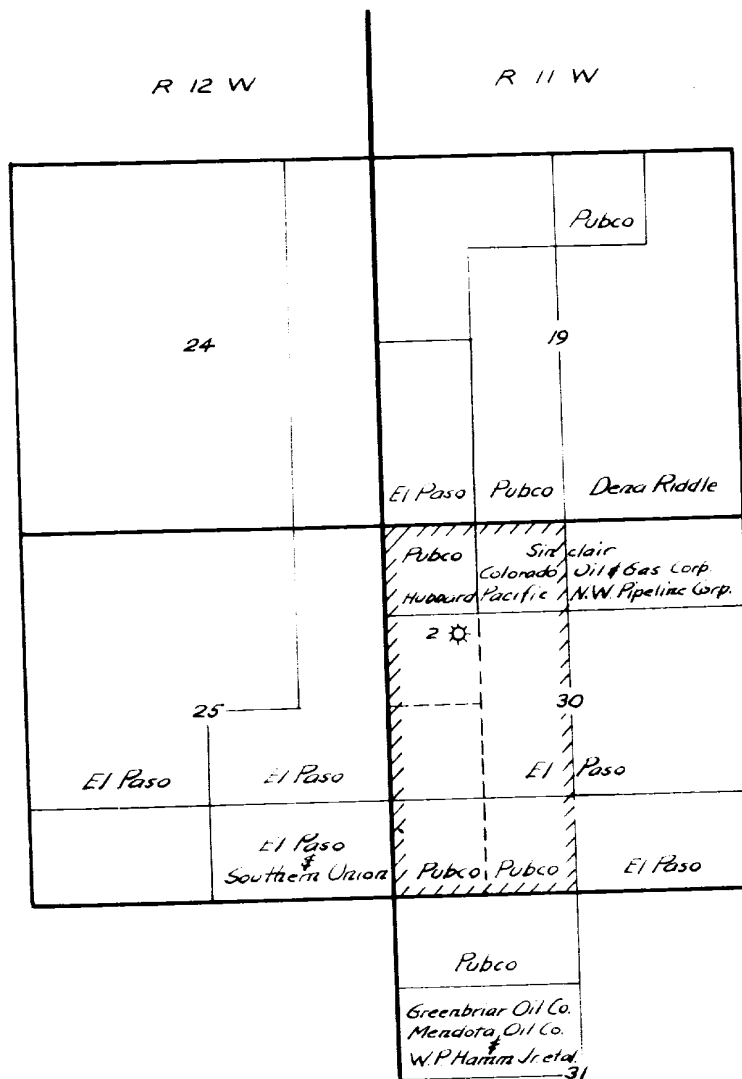 R 12 W
R 11 W
Pubco
24
19
El Paso
Pubco
Dena Riddle
Pubco
Hubbard
Sinclair
Colorado Oil & Gas Corp.
Pacific N.W. Pipeline Corp.
2
25
30
El Paso
El Paso
El Paso
El Paso
&
Southern Union
Pubco
Pubco
El Paso
Pubco
Greenbriar Oil Co.
Mendota Oil Co.
&
W.P. Hamm Jr. etal.
31